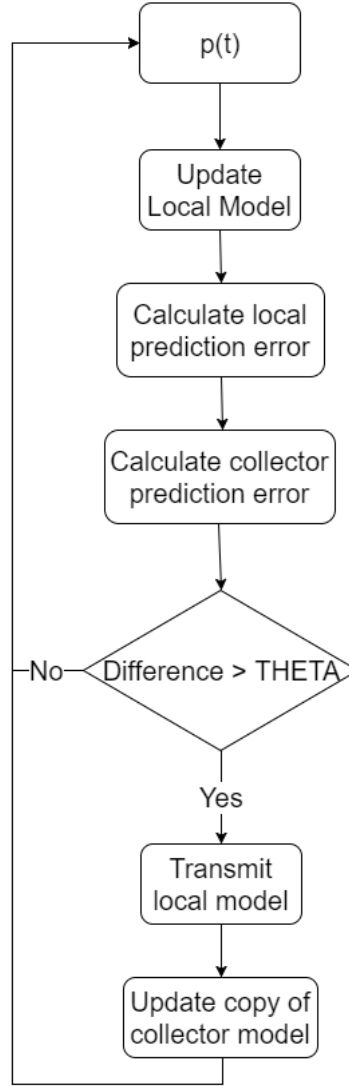 p(t)
Update
Local Model
Calculate local
prediction error
Calculate collector
prediction error
No
Difference > THETA
Yes
Transmit
local model
Update copy of
collector model